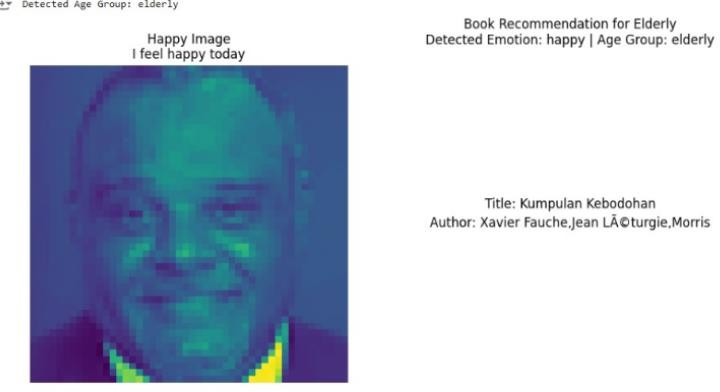 Detected Age Group: elderly
Happy Image
I feel happy today
Book Recommendation for Elderly
Detected Emotion: happy | Age Group: elderly
Title: Kumpulan Kebodohan
Author: Xavier Fauche,Jean LÃ©turgie,Morris